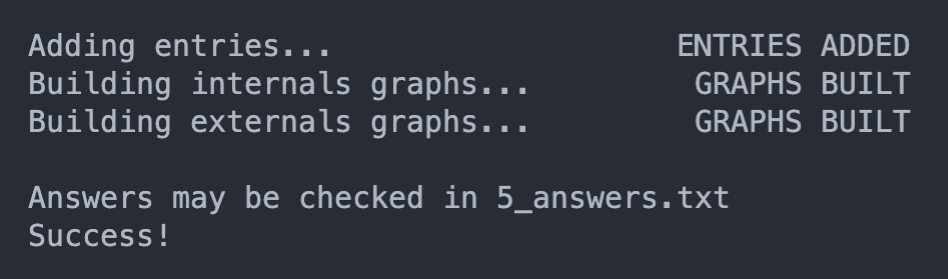 Adding entries... ENTRIES ADDED
Building internals graphs... GRAPHS BUILT
Building externals graphs... GRAPHS BUILT
Answers may be checked in 5_answers.txt
Success!